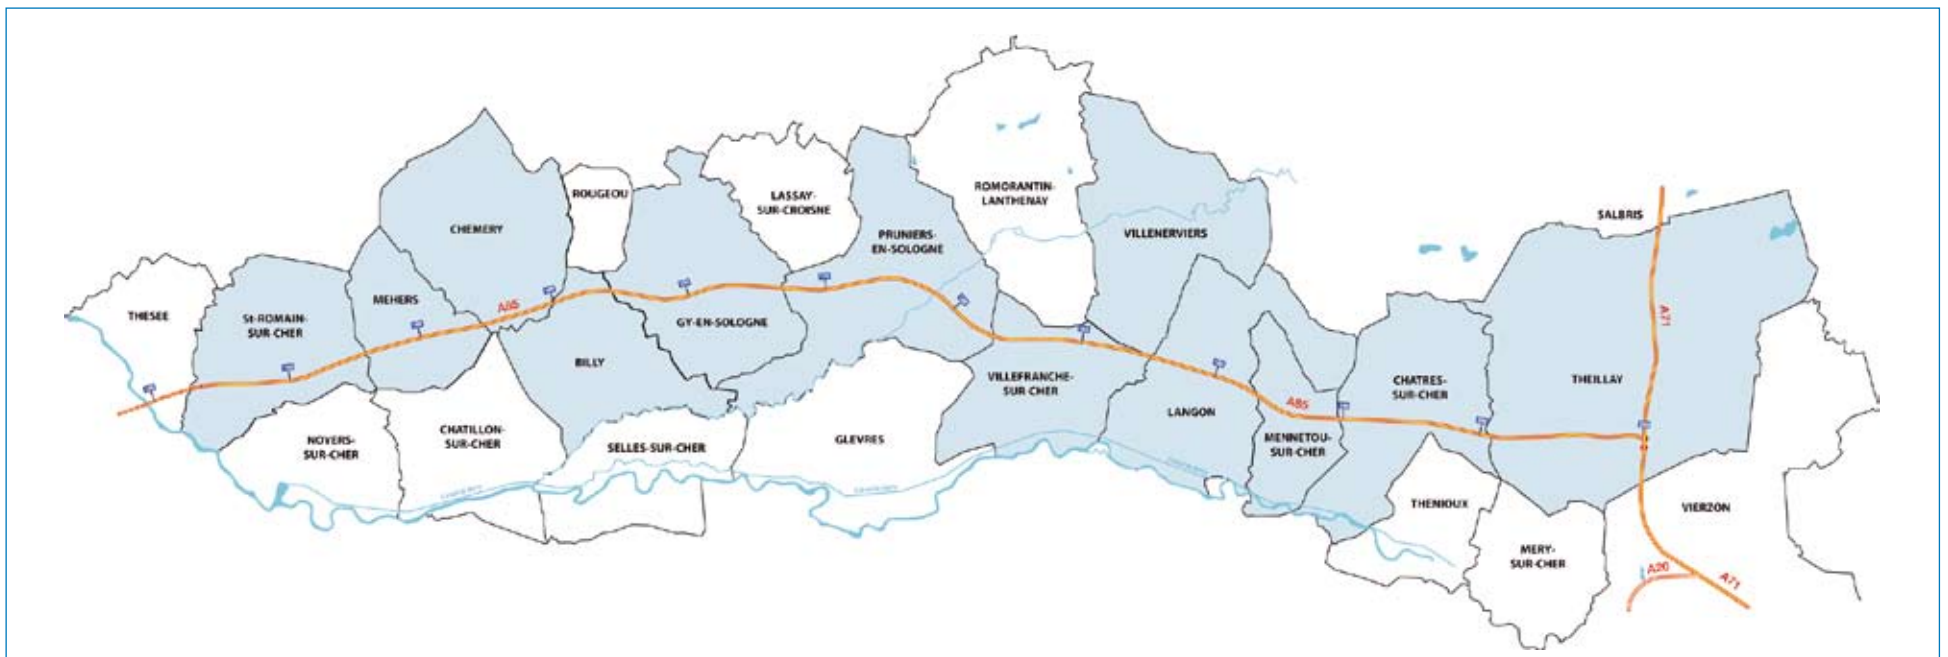 THESEE
St-ROMAIN-
SUR-CHER
MEHERS
CHEMERY
ROUGEOU
A85
NOYERS-
SUR-CHER
CHATILLON-
SUR-CHER
BILLY
SELLES-SUR-CHER
GY-EN-SOLOGNE
LASSAY-
SUR-CROISNE
PRUNIERS-
EN-SOLOGNE
GLEVRES
ROMORANTIN-
LANTHENAY
VILLENERVIERS
VILLEFRANCHE-
SUR-CHER
LANGON
A85
MENNETOU-
SUR-CHER
CHATRES-
SUR-CHER
THENIOUX
MERY-
SUR-CHER
SALBRIS
A71
THEILLAY
VIERZON
A20
A71